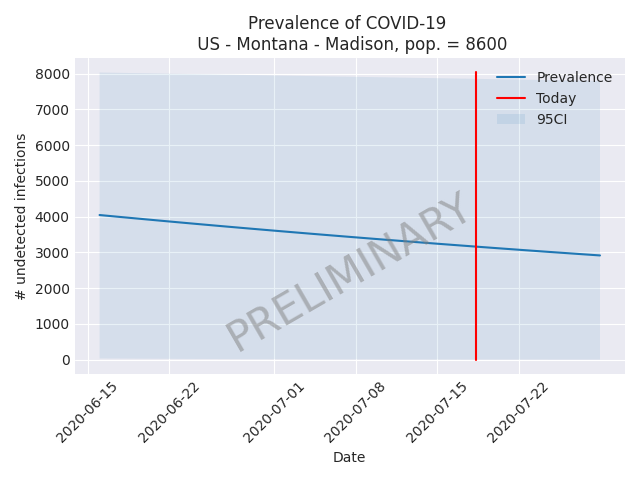 Prevalence of COVID-19
US - Montana - Madison, pop. = 8600
# undetected infections
8000
7000
6000
5000
4000
3000
2000
1000
0
Prevalence
Today
95CI
PRELIMINARY
2020-06-15
2020-06-22
2020-07-01
2020-07-08
2020-07-15
2020-07-22
Date